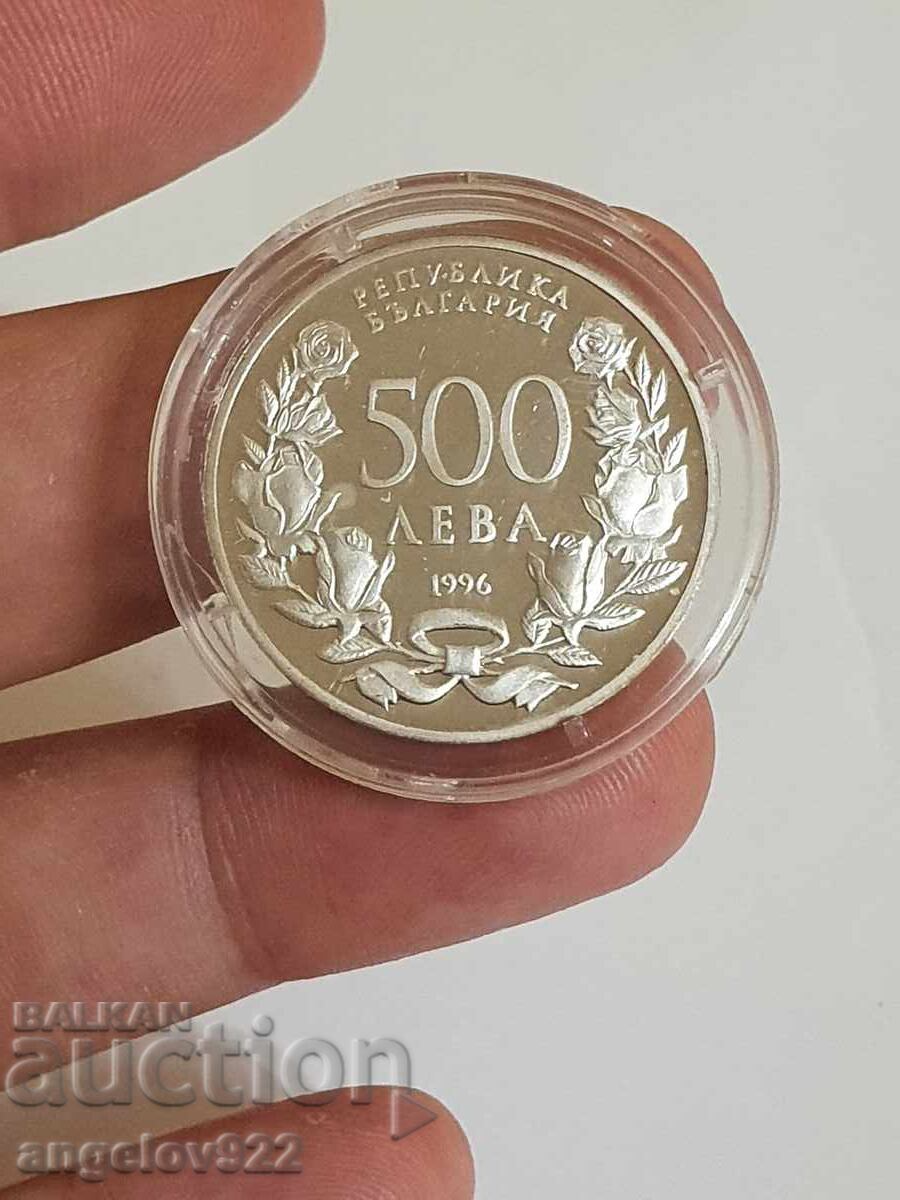 РЕПУБЛИКА
БЪЛГАРИЯ
500
ЛЕВА
1996
BALKAN
auction
angelov922